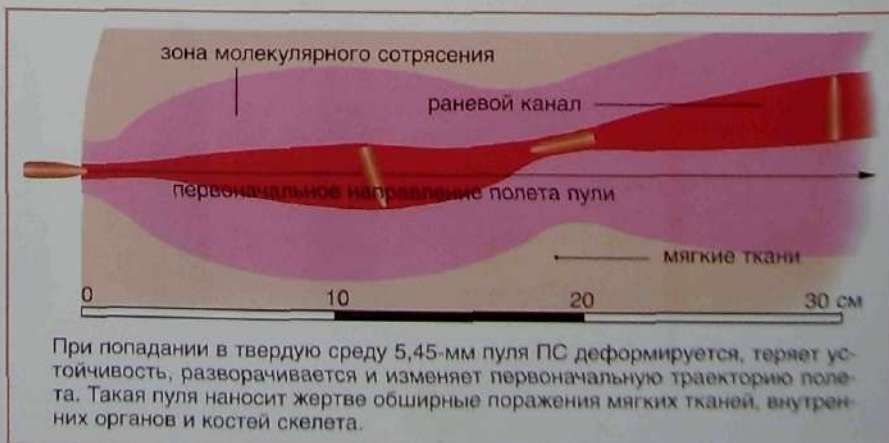 зона молекулярного сотрясения
раневой канал
первоначальное направление полета пули
мягкие ткани
0 10 20 30 см
При попадании в твердую среду 5,45-мм пуля ПС деформируется, теряет ус-
тойчивость, разворачивается и изменяет первоначальную траекторию поле-
та. Такая пуля наносит жертве обширные поражения мягких тканей, внутрен-
них органов и костей скелета.